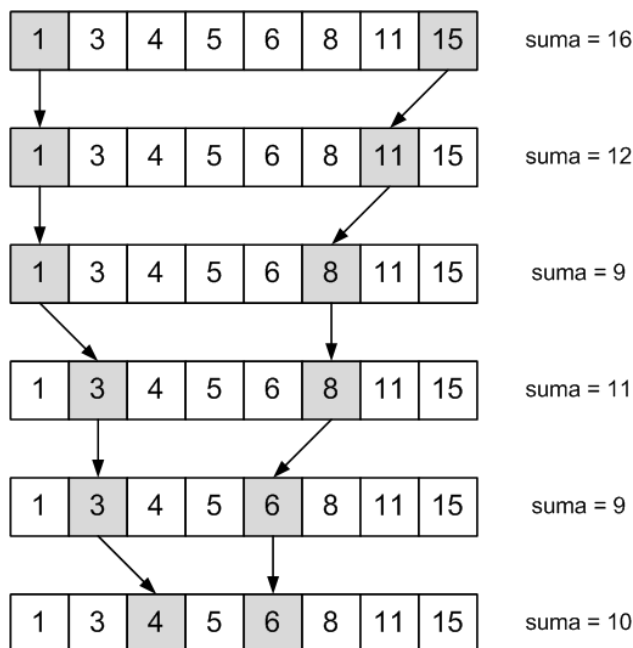 1 3 4 5 6 8 11 15 suma = 16
1 3 4 5 6 8 11 15 suma = 12
1 3 4 5 6 8 11 15 suma = 9
1 3 4 5 6 8 11 15 suma = 11
1 3 4 5 6 8 11 15 suma = 9
1 3 4 5 6 8 11 15 suma = 10